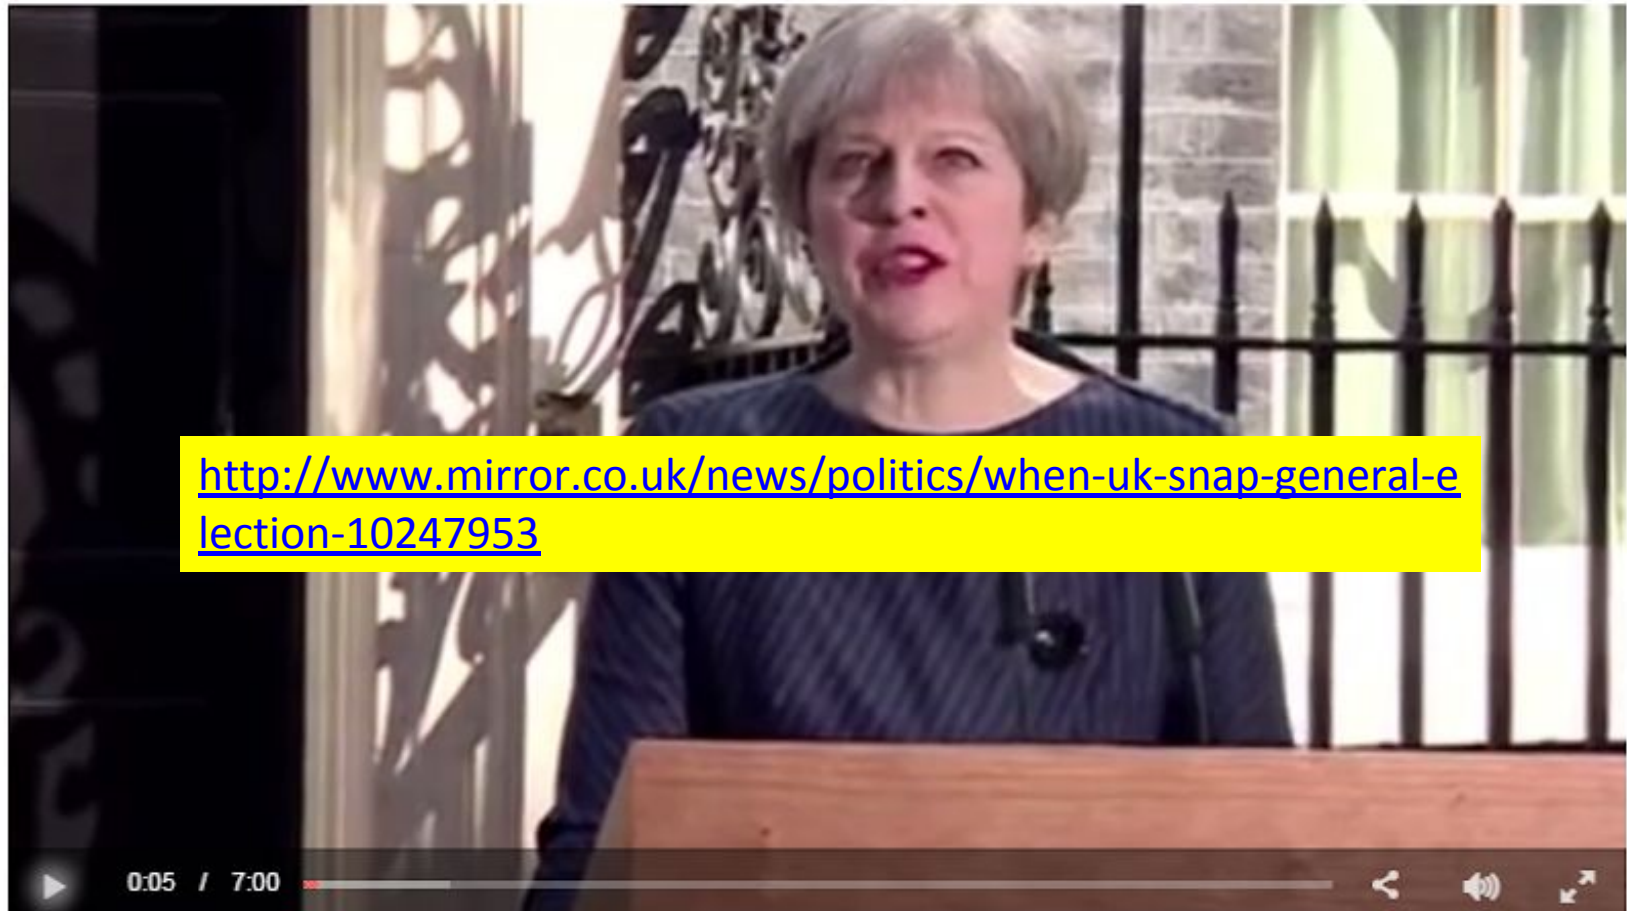 http://www.mirror.co.uk/news/politics/when-uk-snap-general-e
lection-10247953
0:05 / 7:00